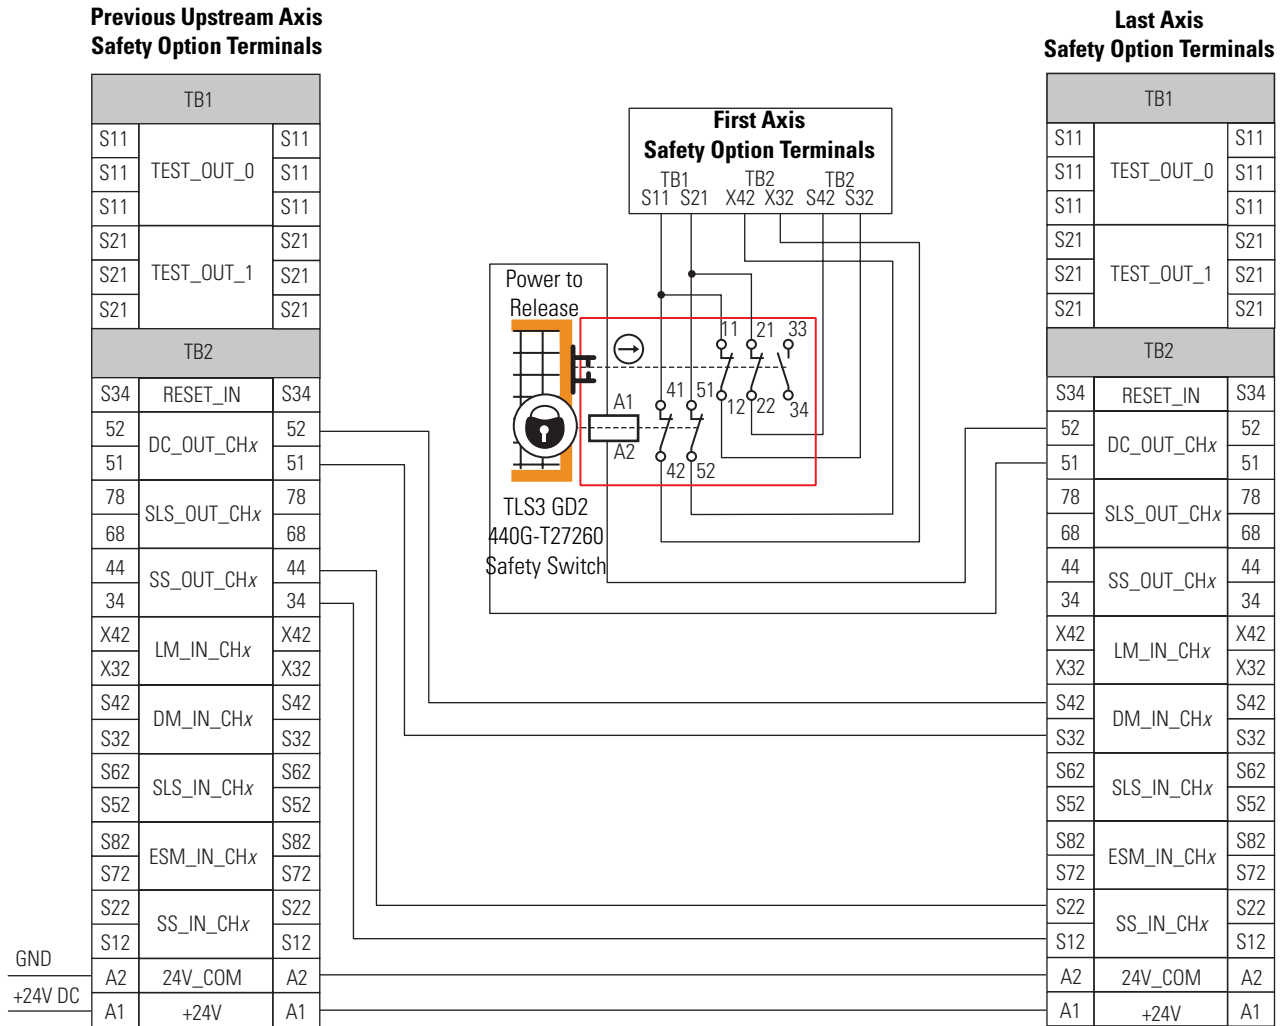 Previous Upstream Axis
Safety Option Terminals
TB1
S11 S11
S11 TEST_OUT_0 S11
S11 S11
S21 S21
S21 TEST_OUT_1 S21
S21 S21
TB2
S34 RESET_IN S34
52 52
DC_OUT_CHx
51 51
78 78
SLS_OUT_CHx
68 68
44 44
SS_OUT_CHx
34 34
X42 X42
LM_IN_CHx
X32 X32
S42 S42
DM_IN_CHx
S32 S32
S62 S62
SLS_IN_CHx
S52 S52
S82 S82
ESM_IN_CHx
S72 S72
S22 S22
SS_IN_CHx
S12 S12
GND
A2 24V_COM A2
+24V DC
A1 +24V A1
First Axis
Safety Option Terminals
TB1 TB2 TB2
S11 S21 X42 X32 S42 S32
Power to
Release
11 21 33
12 22 34
41 51
A1
A2
42 52
TLS3 GD2
440G-T27260
Safety Switch
Last Axis
Safety Option Terminals
TB1
S11 S11
S11 TEST_OUT_0 S11
S11 S11
S21 S21
S21 TEST_OUT_1 S21
S21 S21
TB2
S34 RESET_IN S34
52 52
DC_OUT_CHx
51 51
78 78
SLS_OUT_CHx
68 68
44 44
SS_OUT_CHx
34 34
X42 X42
LM_IN_CHx
X32 X32
S42 S42
DM_IN_CHx
S32 S32
S62 S62
SLS_IN_CHx
S52 S52
S82 S82
ESM_IN_CHx
S72 S72
S22 S22
SS_IN_CHx
S12 S12
A2 24V_COM A2
A1 +24V A1